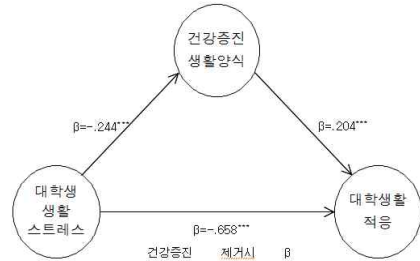 건강증진
생활양식
β=-.244***
β=.204***
대학생
생활
스트레스
대학생활
적응
β=-.658***
건강증진 제거시 β